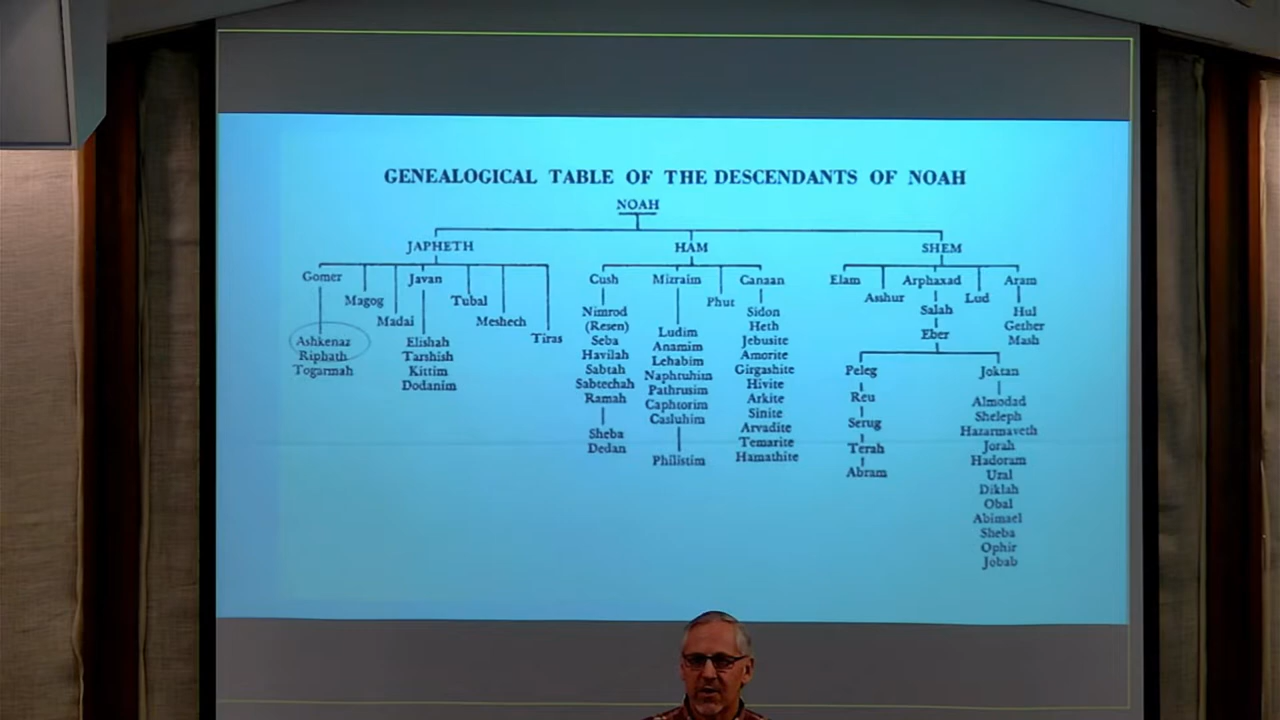 GENEALOGICAL TABLE OF THE DESCENDANTS OF NOAH
NOAH
JAPHETH
HAM
SHEM
Gomer
Javan
Magog
Tubal
Madai
Meshech
Tiras
Ashkenaz
Riphath
Togarmah
Elishah
Tarshish
Kittim
Dodanim
Cush
Mizraim
Canaan
Phut
Nimrod
(Resen)
Seba
Havilah
Sabtah
Sabtechah
Ramah
Sheba
Dedan
Ludim
Anamim
Lehabim
Naphtuhim
Pathrusim
Caphtorim
Casluhim
Philistim
Sidon
Heth
Jebusite
Amorite
Girgashite
Hivite
Arkite
Sinite
Arvadite
Temarite
Hamathite
Elam
Arphaxad
Aram
Asshur
Lud
Salah
Eber
Hul
Gether
Mash
Peleg
Reu
Serug
Terah
Abram
Joktan
Almodad
Sheleph
Hazarmaveth
Jorah
Hadoram
Uzal
Diklah
Obal
Abimael
Sheba
Ophir
Jobab